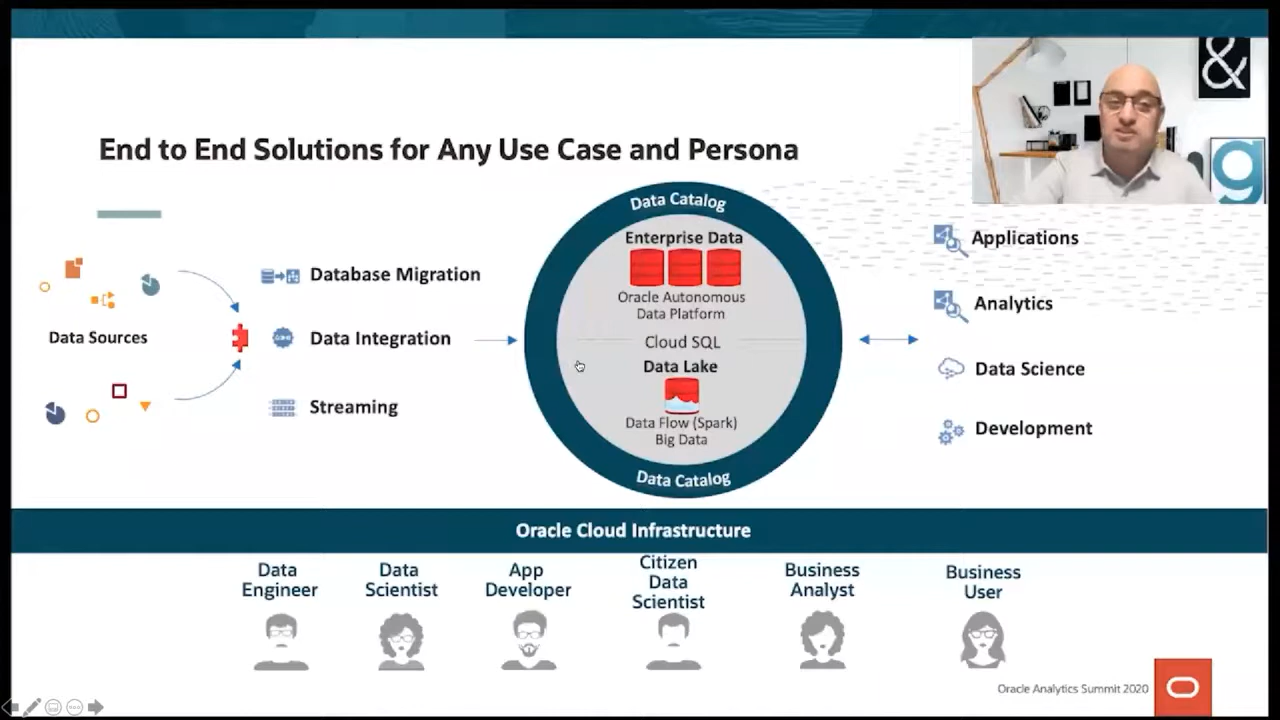 &
g
End to End Solutions for Any Use Case and Persona
Data Sources
Database Migration
Data Integration
Streaming
Data Catalog
Enterprise Data
Oracle Autonomous
Data Platform
Cloud SQL
Data Lake
Data Flow (Spark)
Big Data
Data Catalog
Applications
Analytics
Data Science
Development
Oracle Cloud Infrastructure
Data
Engineer
Data
Scientist
App
Developer
Citizen
Data
Scientist
Business
Analyst
Business
User
Oracle Analytics Summit 2020